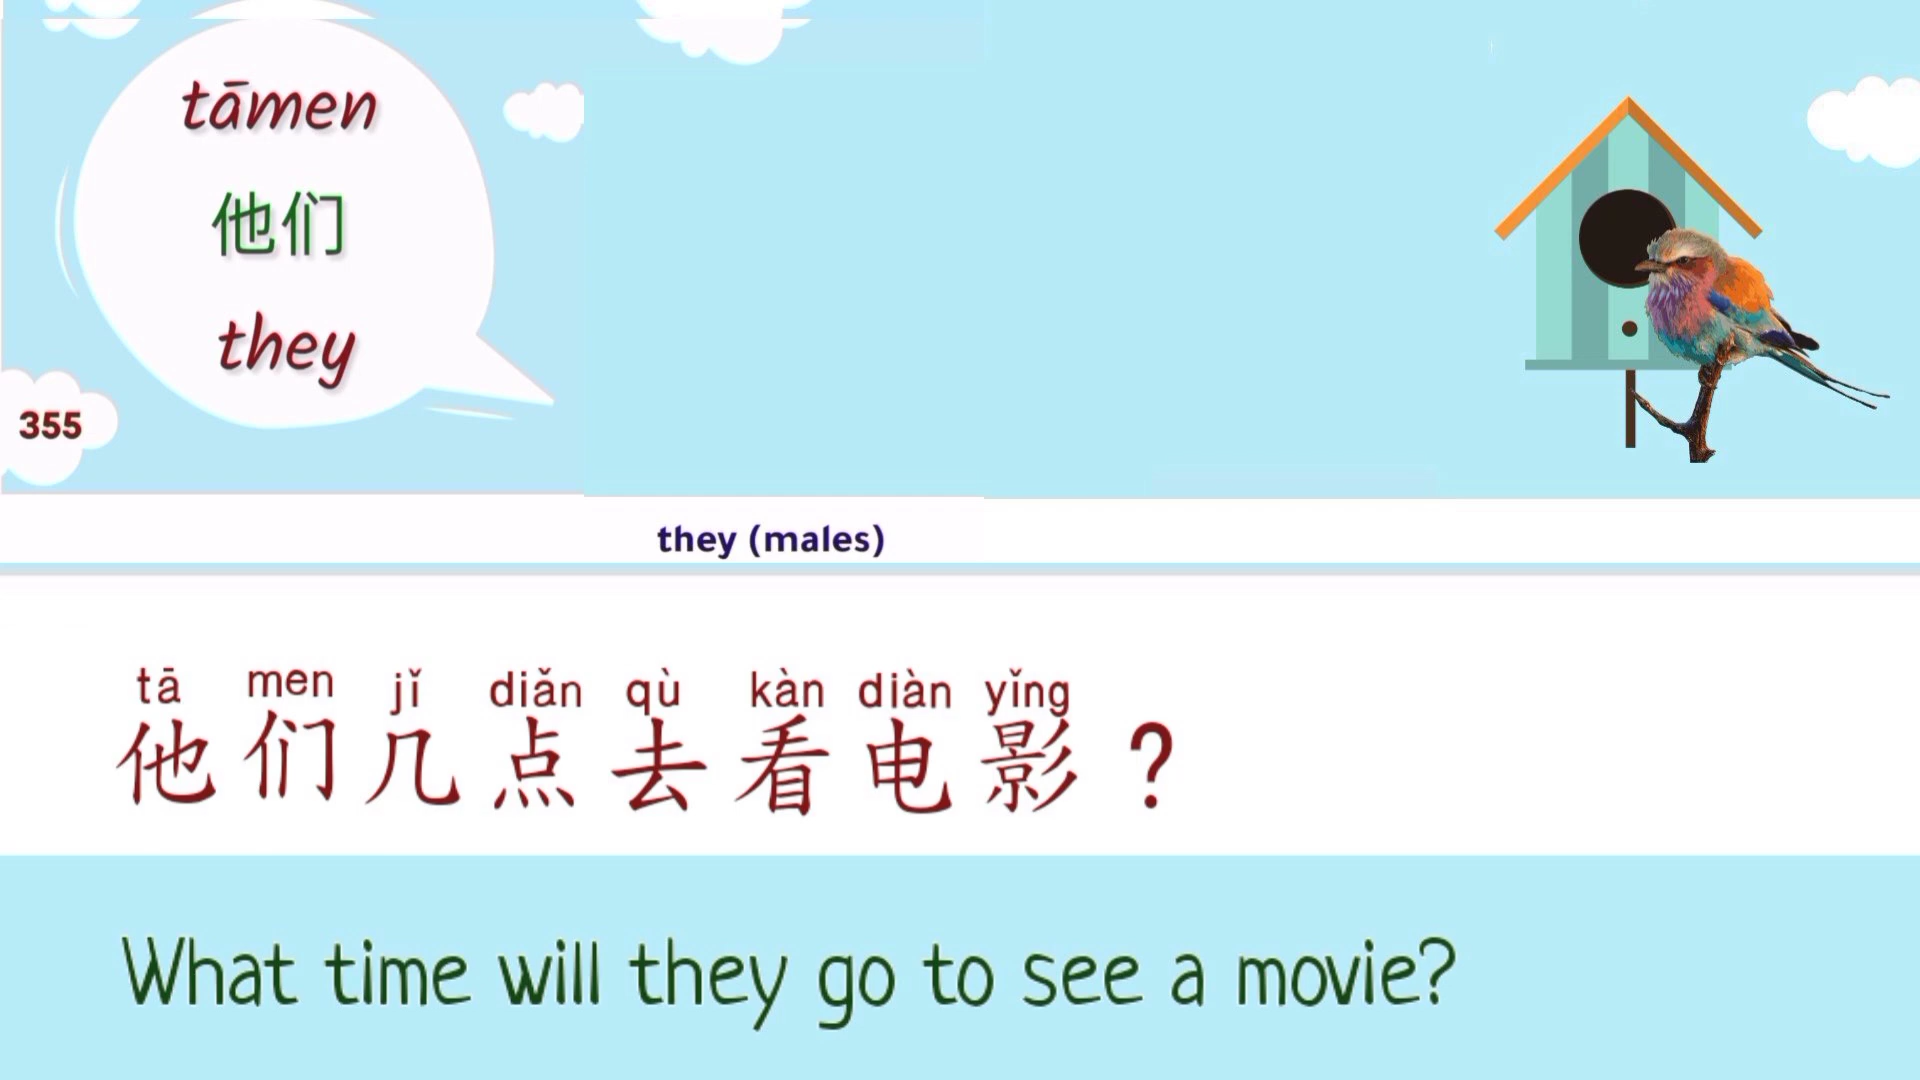 tāmen
他们
they
355
they (males)
tā men jǐ diǎn qù kàn diàn yǐng
他们几点去看电影？
What time will they go to see a movie?